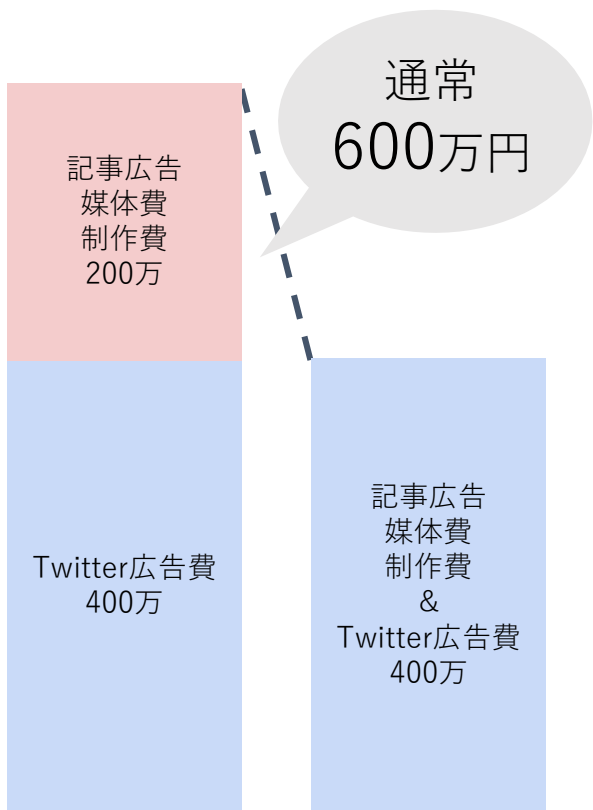 通常
600万円
記事広告
媒体費
制作費
200万
Twitter広告費
400万
記事広告
媒体費
制作費
&
Twitter広告費
400万